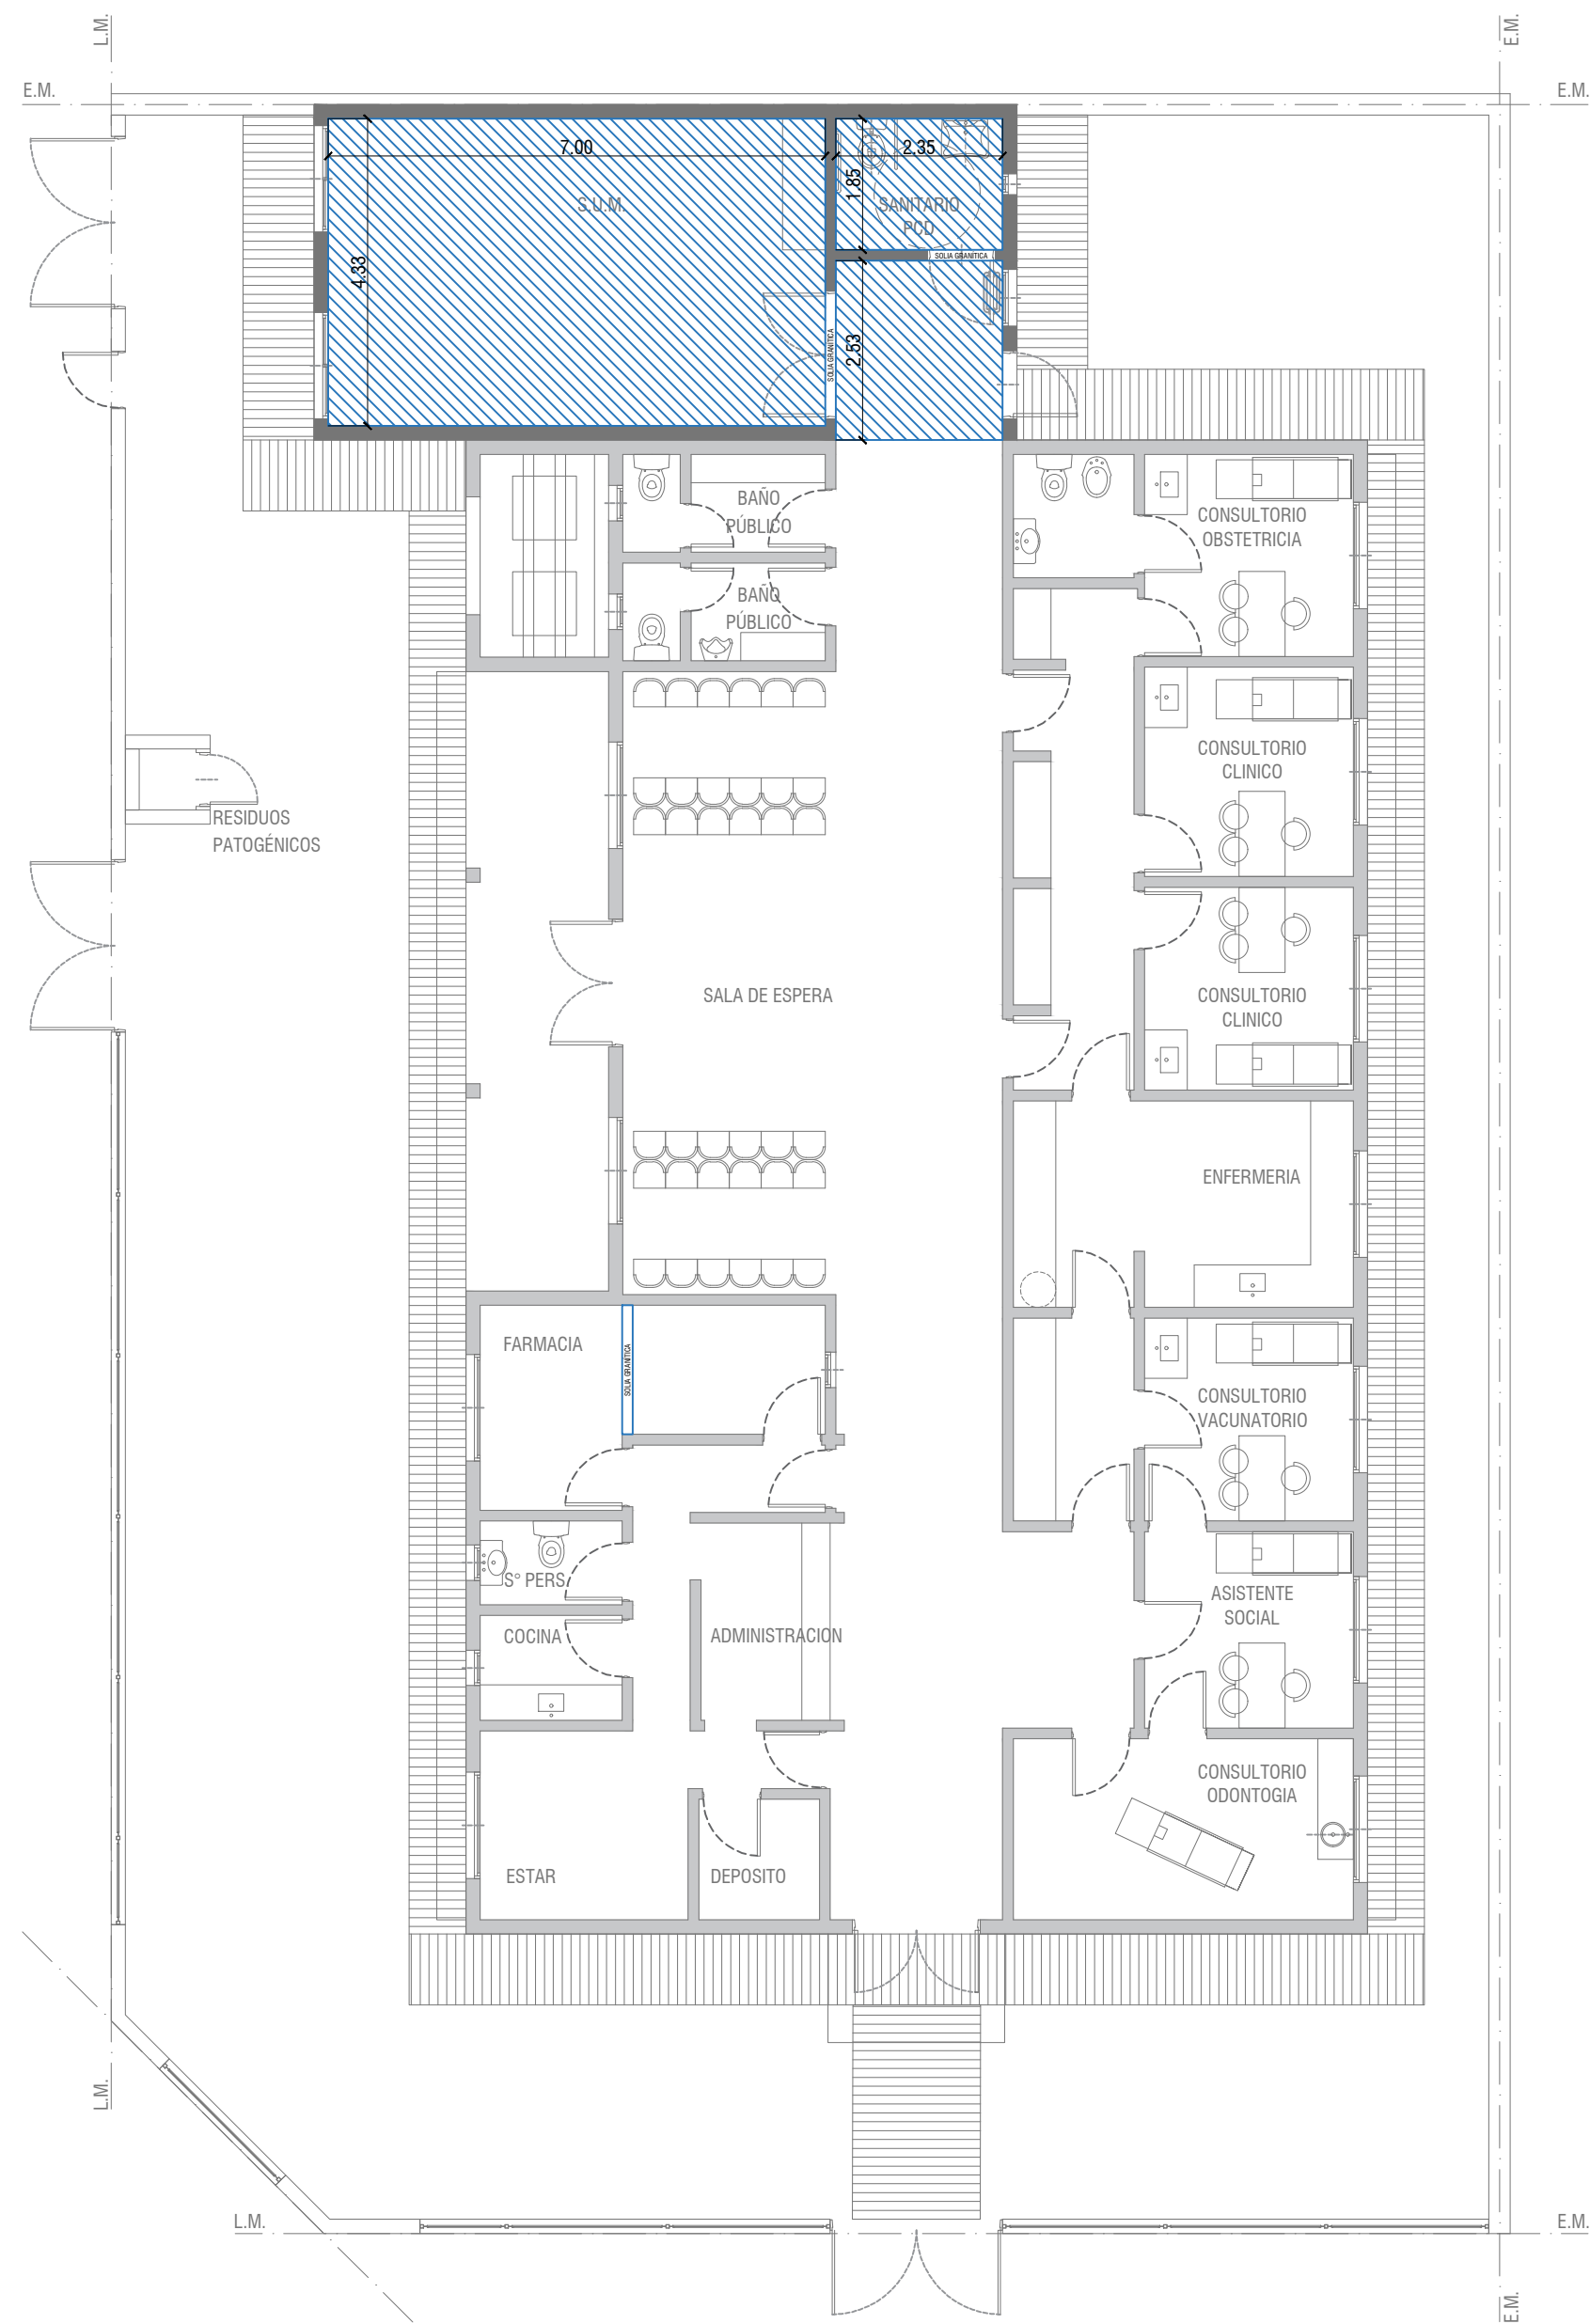 L.M.
E.M.
E.M.
E.M.
7.00
2.35
1.85
S.U.M.
SANITARIO
PCD
4.33
SOLIA GRANITICA
SOLIA GRANITICA
2.53
BAÑO
PÚBLICO
CONSULTORIO
OBSTETRICIA
BAÑO
PÚBLICO
CONSULTORIO
CLINICO
RESIDUOS
PATOGÉNICOS
SALA DE ESPERA
CONSULTORIO
CLINICO
ENFERMERIA
FARMACIA
SOLIA GRANITICA
CONSULTORIO
VACUNATORIO
S° PERS.
ASISTENTE
SOCIAL
COCINA
ADMINISTRACION
CONSULTORIO
ODONTOGIA
ESTAR
DEPOSITO
L.M.
L.M.
E.M.
E.M.